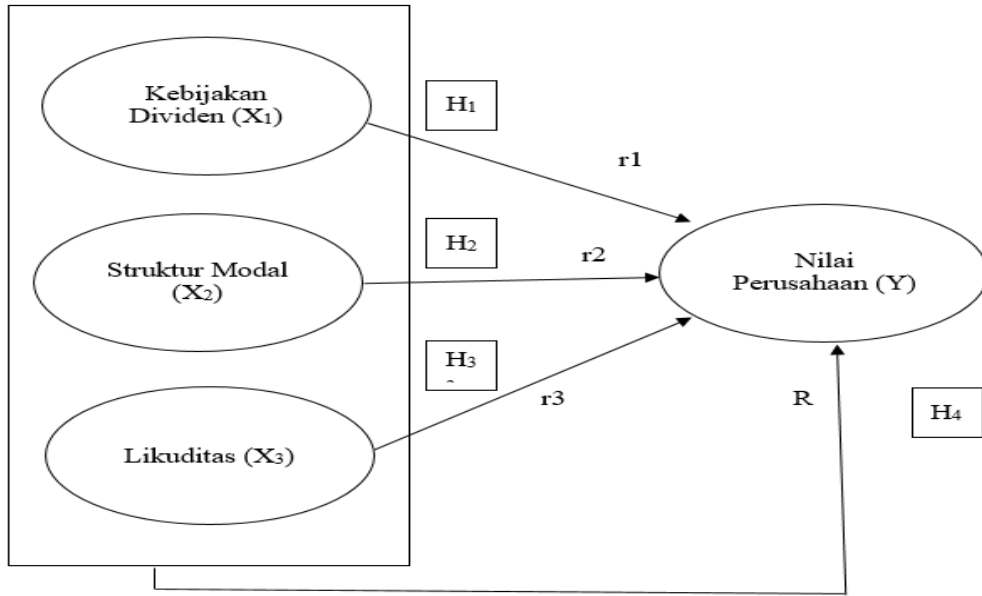 Kebijakan
Dividen (X₁)
H₁
r1
Struktur Modal
(X₂)
H₂
r2
Nilai
Perusahaan (Y)
H₃
r3
Likuditas (X₃)
R
H₄